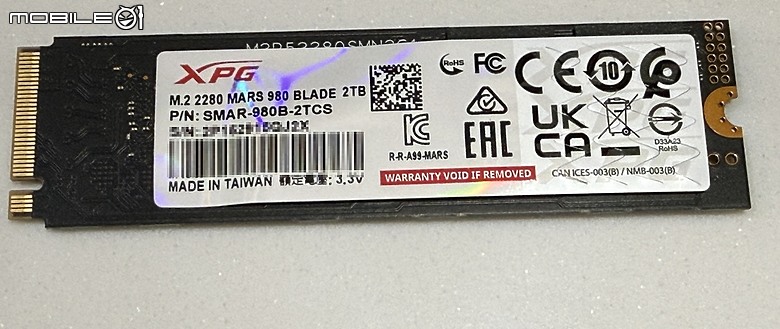 MOBILE01
XPG
M.2 2280 MARS 980 BLADE 2TB
P/N: SMAR-980B-2TCS
MADE IN TAIWAN 額定電壓: 3.3V
R-R-A99-MARS
RoHS
FC
CE
10
EAC
UK
CA
D33A23
RoHS
WARRANTY VOID IF REMOVED
CAN ICES-003(B) / NMB-003(B)